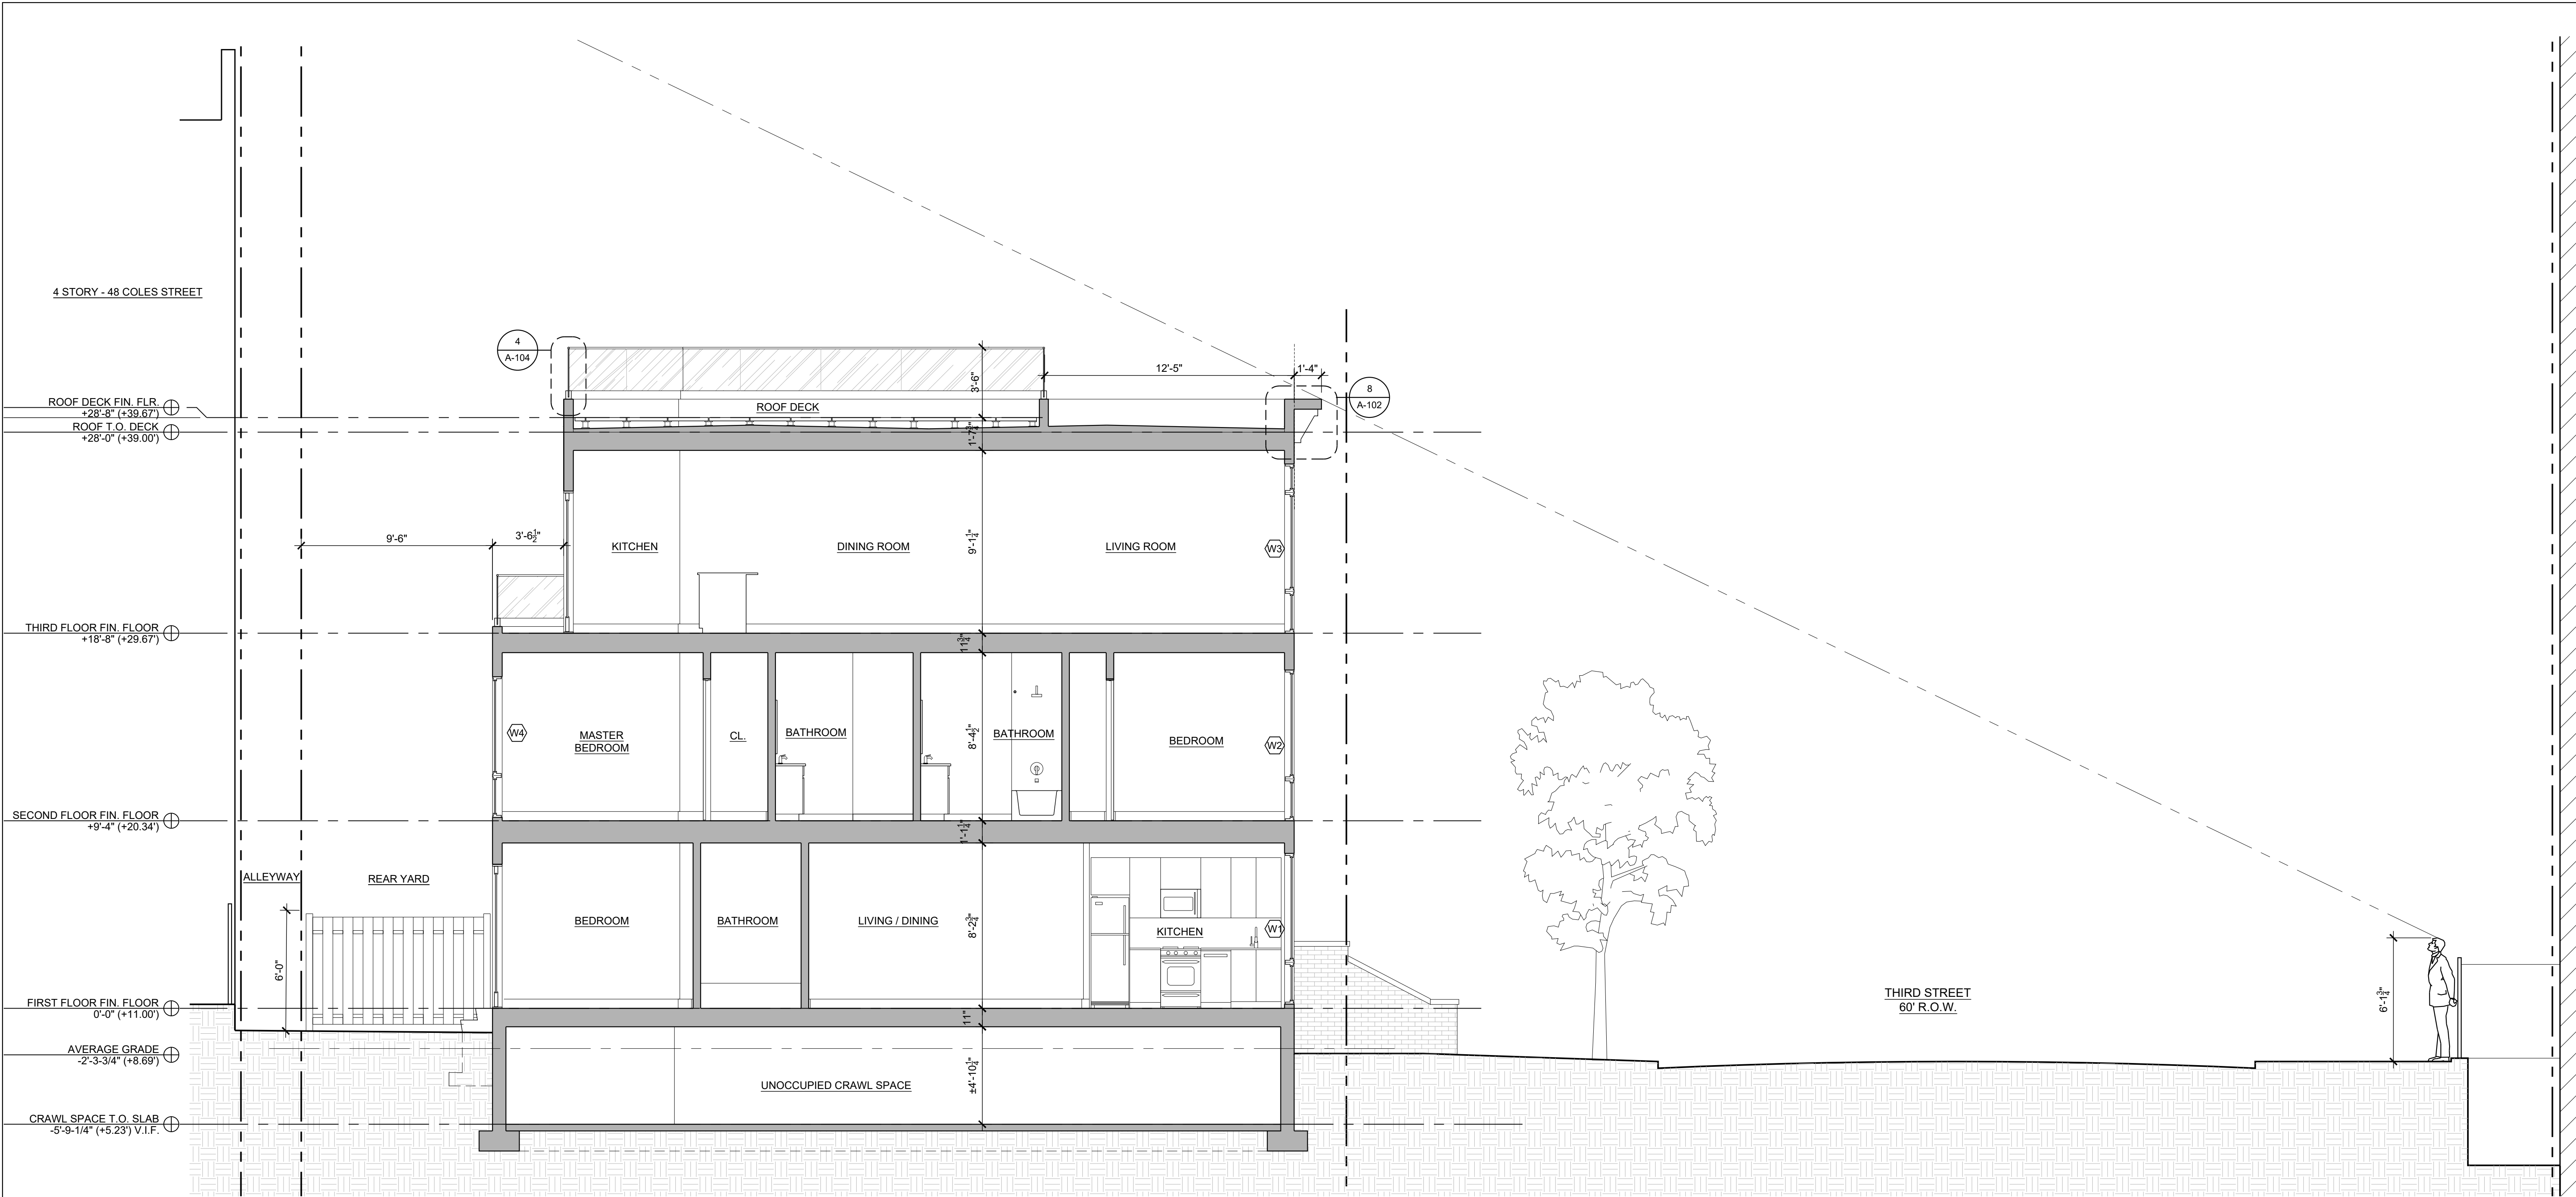 4 STORY - 48 COLES STREET
4
A-104
3'-6"
12'-5"
1'-4"
8
A-102
ROOF DECK FIN. FLR.
+28'-8" (+39.67')
ROOF DECK
ROOF T.O. DECK
+28'-0" (+39.00')
1'-7¾"
9'-6"
3'-6½"
KITCHEN
DINING ROOM
9'-1¼"
LIVING ROOM
W3
THIRD FLOOR FIN. FLOOR
+18'-8" (+29.67')
11¾"
W4
MASTER
BEDROOM
CL.
BATHROOM
8'-4½"
BATHROOM
BEDROOM
W2
SECOND FLOOR FIN. FLOOR
+9'-4" (+20.34')
1'-1¼"
ALLEYWAY
REAR YARD
6'-0"
BEDROOM
BATHROOM
LIVING / DINING
8'-2¾"
KITCHEN
W1
FIRST FLOOR FIN. FLOOR
0'-0" (+11.00')
11"
THIRD STREET
60' R.O.W.
6'-1¾"
AVERAGE GRADE
-2'-3-3/4" (+8.69')
UNOCCUPIED CRAWL SPACE
±4'-10¼"
CRAWL SPACE T.O. SLAB
-5'-9-1/4" (+5.23') V.I.F.